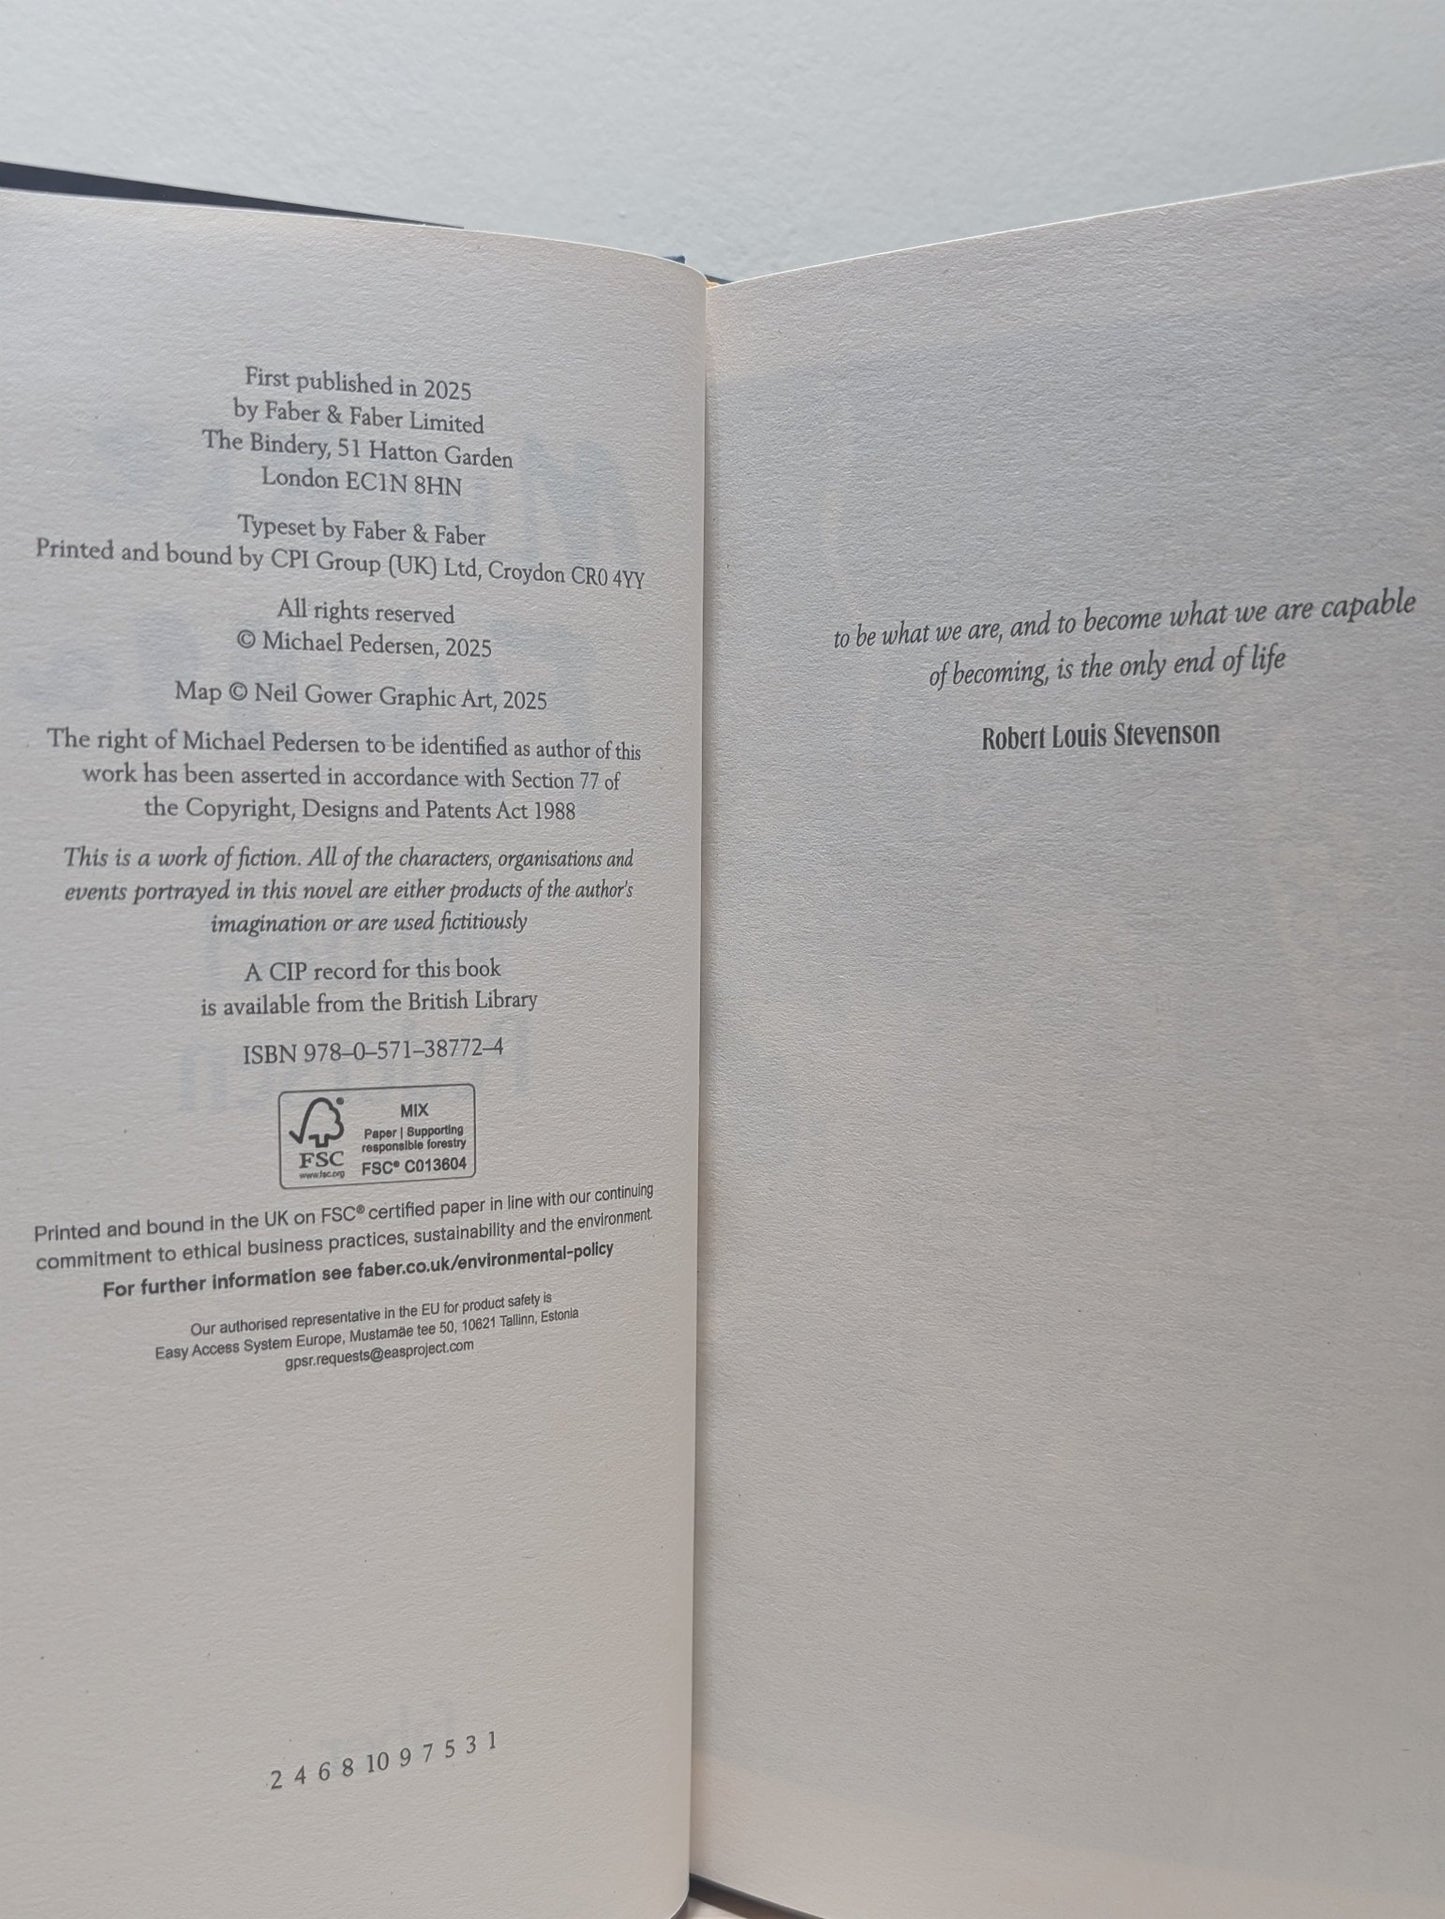 First published in 2025
by Faber & Faber Limited
The Bindery, 51 Hatton Garden
London EC1N 8HN
Typeset by Faber & Faber
Printed and bound by CPI Group (UK) Ltd, Croydon CR0 4YY
All rights reserved
© Michael Pedersen, 2025
Map © Neil Gower Graphic Art, 2025
The right of Michael Pedersen to be identified as author of this
work has been asserted in accordance with Section 77 of
the Copyright, Designs and Patents Act 1988
This is a work of fiction. All of the characters, organisations and
events portrayed in this novel are either products of the author's
imagination or are used fictitiously
A CIP record for this book
is available from the British Library
ISBN 978–0–571–38772–4
FSC
www.fsc.org
MIX
Paper | Supporting
responsible forestry
FSC® C013604
Printed and bound in the UK on FSC® certified paper in line with our continuing
commitment to ethical business practices, sustainability and the environment.
For further information see faber.co.uk/environmental-policy
Our authorised representative in the EU for product safety is
Easy Access System Europe, Mustamäe tee 50, 10621 Tallinn, Estonia
gpsr.requests@easproject.com
2 4 6 8 10 9 7 5 3 1
to be what we are, and to become what we are capable
of becoming, is the only end of life
Robert Louis Stevenson